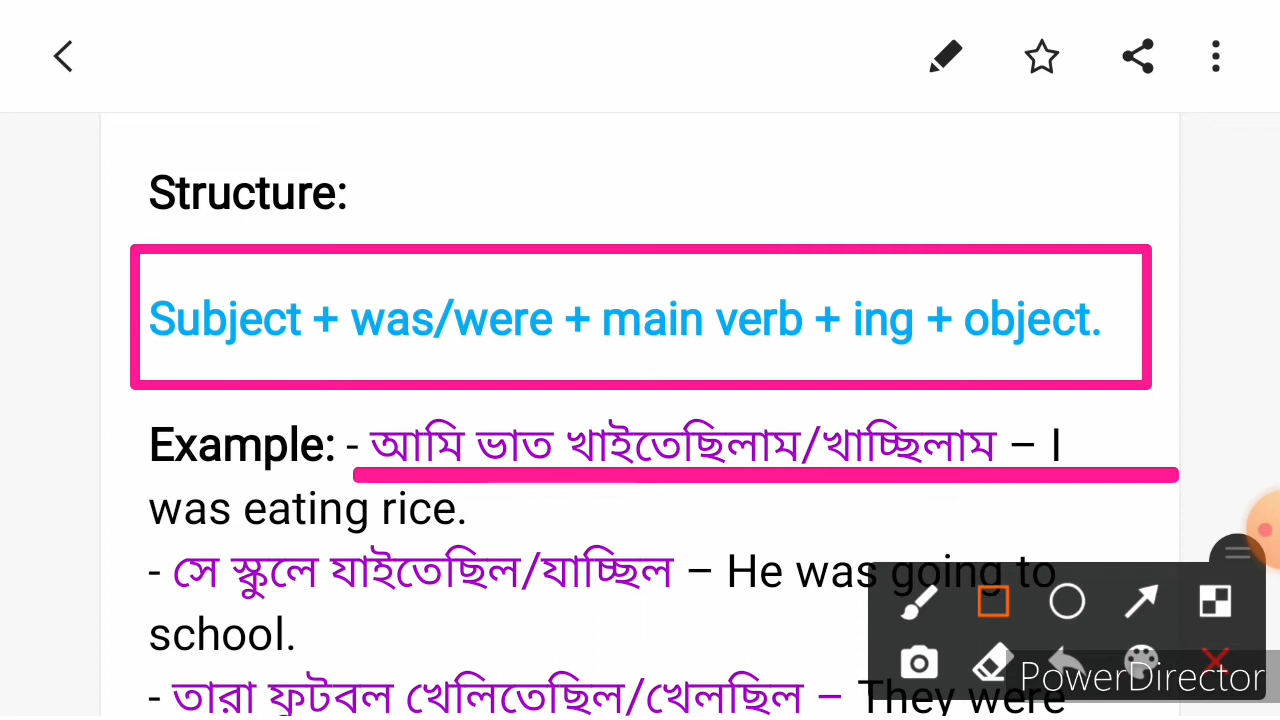 Structure:
Subject + was/were + main verb + ing + object.
Example: - আমি ভাত খাইতেছিলাম/খাচ্ছিলাম – I
was eating rice.
- সে স্কুলে যাইতেছিল/যাচ্ছিল – He was going to
school.
- তারা ফুটবল খেলিতেছিল/খেলছিল – They were
PowerDirector